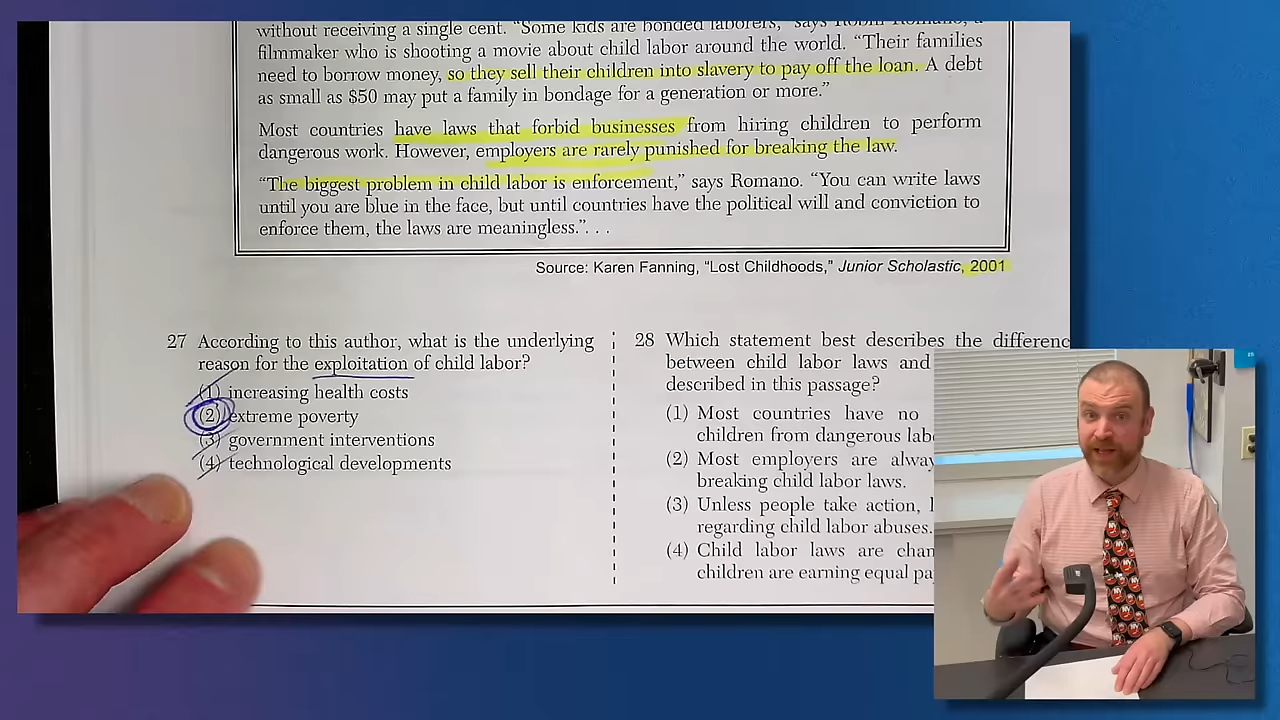 without receiving a single cent. "Some kids are bonded laborers," says Robin Romano, a
filmmaker who is shooting a movie about child labor around the world. "Their families
need to borrow money, so they sell their children into slavery to pay off the loan. A debt
as small as $50 may put a family in bondage for a generation or more."
Most countries have laws that forbid businesses from hiring children to perform
dangerous work. However, employers are rarely punished for breaking the law.
"The biggest problem in child labor is enforcement," says Romano. "You can write laws
until you are blue in the face, but until countries have the political will and conviction to
enforce them, the laws are meaningless.". . .
Source: Karen Fanning, "Lost Childhoods," Junior Scholastic, 2001
27 According to this author, what is the underlying
reason for the exploitation of child labor?
(1) increasing health costs
(2) extreme poverty
(3) government interventions
(4) technological developments
28 Which statement best describes the differenc
between child labor laws and
described in this passage?
(1) Most countries have no
children from dangerous lab
(2) Most employers are alway
breaking child labor laws.
(3) Unless people take action, l
regarding child labor abuses.
(4) Child labor laws are chan
children are earning equal pa